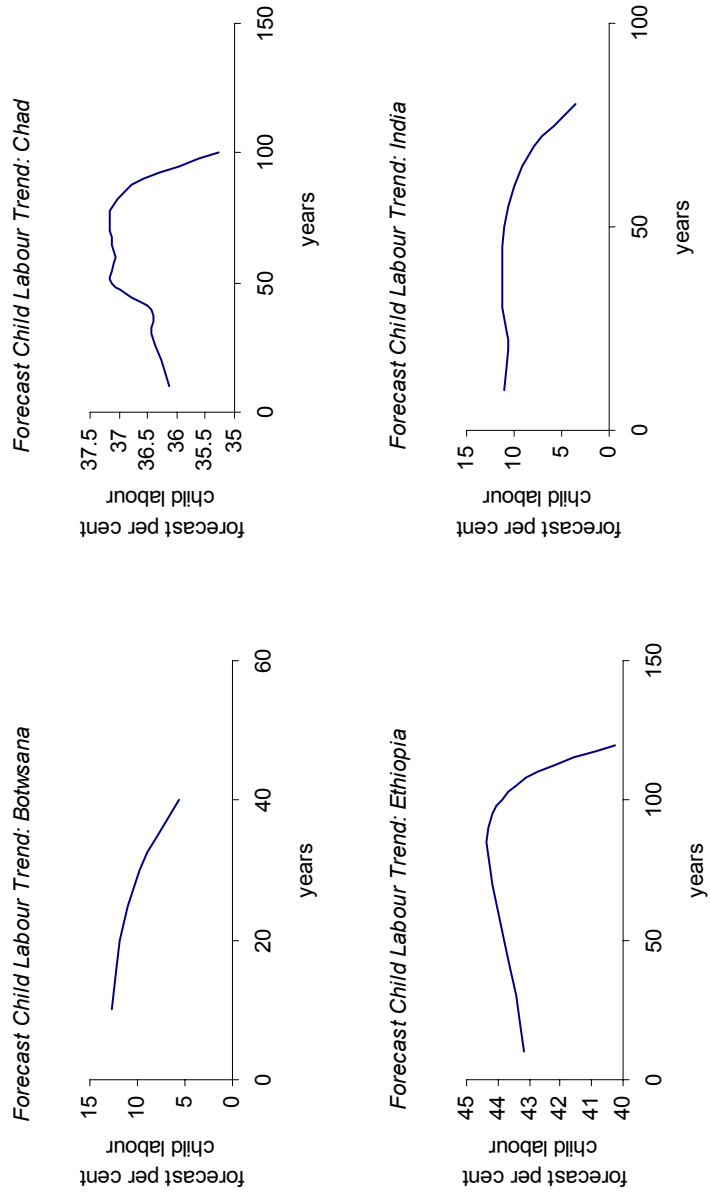 Forecast Child Labour Trend: Botwsana
forecast per cent
child labour
15
10
5
0
0
20
40
60
years
Forecast Child Labour Trend: Chad
forecast per cent
child labour
37.5
37
36.5
36
35.5
35
0
50
100
150
years
Forecast Child Labour Trend: Ethiopia
forecast per cent
child labour
45
44
43
42
41
40
0
50
100
150
years
Forecast Child Labour Trend: India
forecast per cent
child labour
15
10
5
0
0
50
100
years